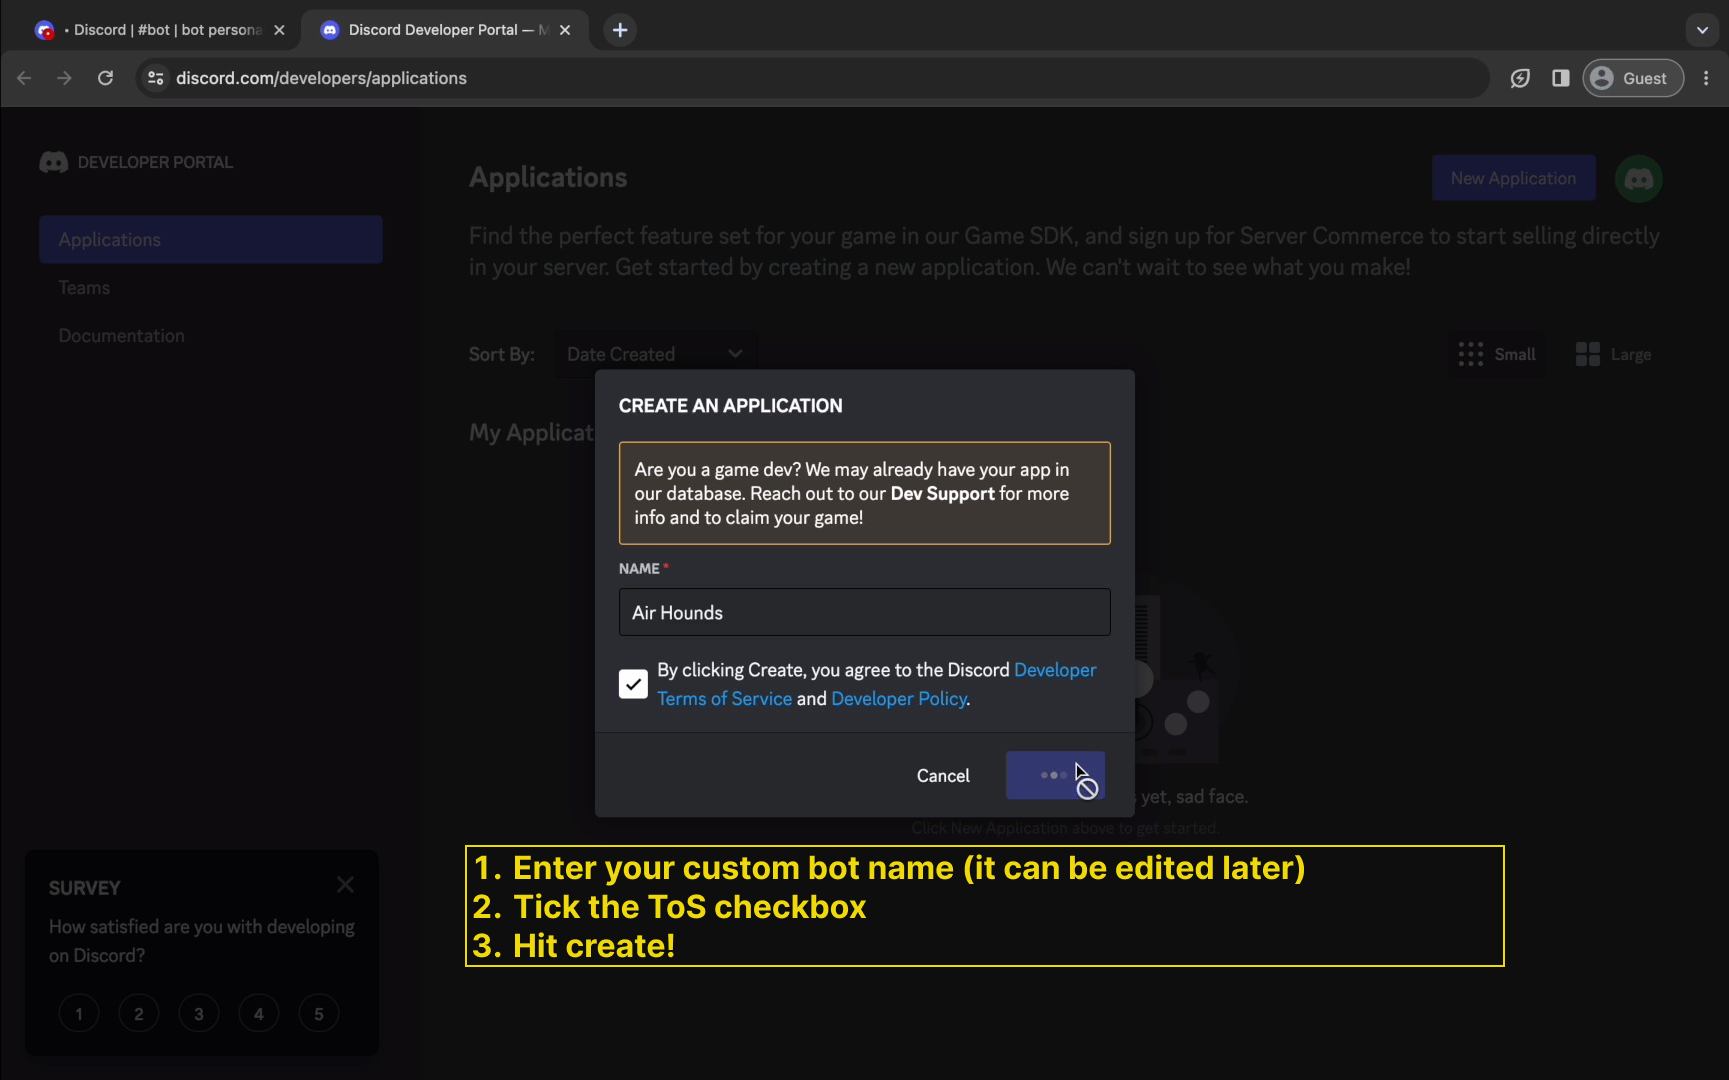 • Discord | #bot | bot persona
Discord Developer Portal — M
discord.com/developers/applications
Guest
DEVELOPER PORTAL
Applications
Teams
Documentation
Applications
New Application
Find the perfect feature set for your game in our Game SDK, and sign up for Server Commerce to start selling directly
in your server. Get started by creating a new application. We can't wait to see what you make!
Sort By:
Date Created
Small
Large
My Applicat
CREATE AN APPLICATION
Are you a game dev? We may already have your app in
our database. Reach out to our Dev Support for more
info and to claim your game!
NAME *
Air Hounds
By clicking Create, you agree to the Discord Developer
Terms of Service and Developer Policy.
Cancel
yet, sad face.
Click New Application above to get started.
1. Enter your custom bot name (it can be edited later)
2. Tick the ToS checkbox
3. Hit create!
SURVEY
How satisfied are you with developing
on Discord?
1 2 3 4 5